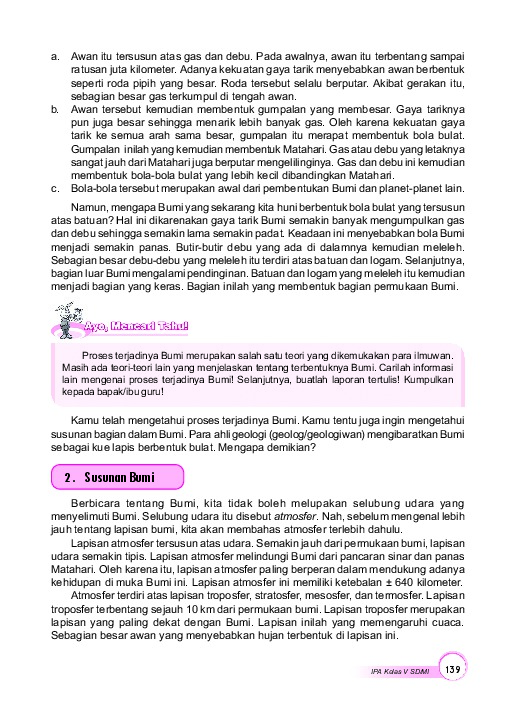 a. Awan itu tersusun atas gas dan debu. Pada awalnya, awan itu terbentang sampai
ratusan juta kilometer. Adanya kekuatan gaya tarik menyebabkan awan berbentuk
seperti roda pipih yang besar. Roda tersebut selalu berputar. Akibat gerakan itu,
sebagian besar gas terkumpul di tengah awan.
b. Awan tersebut kemudian membentuk gumpalan yang membesar. Gaya tariknya
pun juga besar sehingga menarik lebih banyak gas. Oleh karena kekuatan gaya
tarik ke semua arah sama besar, gumpalan itu merapat membentuk bola bulat.
Gumpalan inilah yang kemudian membentuk Matahari. Gas atau debu yang letaknya
sangat jauh dari Matahari juga berputar mengelilinginya. Gas dan debu ini kemudian
membentuk bola-bola bulat yang lebih kecil dibandingkan Matahari.
c. Bola-bola tersebut merupakan awal dari pembentukan Bumi dan planet-planet lain.
Namun, mengapa Bumi yang sekarang kita huni berbentuk bola bulat yang tersusun
atas batuan? Hal ini dikarenakan gaya tarik Bumi semakin banyak mengumpulkan gas
dan debu sehingga semakin lama semakin padat. Keadaan ini menyebabkan bola Bumi
menjadi semakin panas. Butir-butir debu yang ada di dalamnya kemudian meleleh.
Sebagian besar debu-debu yang meleleh itu terdiri atas batuan dan logam. Selanjutnya,
bagian luar Bumi mengalami pendinginan. Batuan dan logam yang meleleh itu kemudian
menjadi bagian yang keras. Bagian inilah yang membentuk bagian permukaan Bumi.
Ayo, Mencari Tahu!
Proses terjadinya Bumi merupakan salah satu teori yang dikemukakan para ilmuwan.
Masih ada teori-teori lain yang menjelaskan tentang terbentuknya Bumi. Carilah informasi
lain mengenai proses terjadinya Bumi! Selanjutnya, buatlah laporan tertulis! Kumpulkan
kepada bapak/ibu guru!
Kamu telah mengetahui proses terjadinya Bumi. Kamu tentu juga ingin mengetahui
susunan bagian dalam Bumi. Para ahli geologi (geolog/geologiwan) mengibaratkan Bumi
sebagai kue lapis berbentuk bulat. Mengapa demikian?
2. Susunan Bumi
Berbicara tentang Bumi, kita tidak boleh melupakan selubung udara yang
menyelimuti Bumi. Selubung udara itu disebut atmosfer. Nah, sebelum mengenal lebih
jauh tentang lapisan bumi, kita akan membahas atmosfer terlebih dahulu.
Lapisan atmosfer tersusun atas udara. Semakin jauh dari permukaan bumi, lapisan
udara semakin tipis. Lapisan atmosfer melindungi Bumi dari pancaran sinar dan panas
Matahari. Oleh karena itu, lapisan atmosfer paling berperan dalam mendukung adanya
kehidupan di muka Bumi ini. Lapisan atmosfer ini memiliki ketebalan ± 640 kilometer.
Atmosfer terdiri atas lapisan troposfer, stratosfer, mesosfer, dan termosfer. Lapisan
troposfer terbentang sejauh 10 km dari permukaan bumi. Lapisan troposfer merupakan
lapisan yang paling dekat dengan Bumi. Lapisan inilah yang memengaruhi cuaca.
Sebagian besar awan yang menyebabkan hujan terbentuk di lapisan ini.
IPA Kelas V SD/MI 139